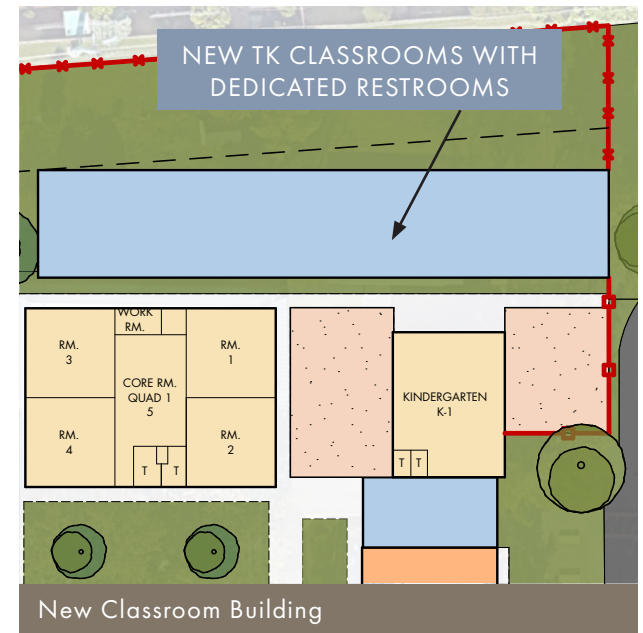 NEW TK CLASSROOMS WITH
DEDICATED RESTROOMS
WORK
RM.
RM.
3
RM.
1
CORE RM.
QUAD 1
5
KINDERGARTEN
K-1
RM.
4
RM.
2
T T
T T
New Classroom Building